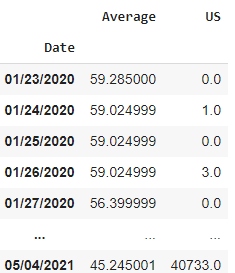 Average US
Date
01/23/2020 59.285000 0.0
01/24/2020 59.024999 1.0
01/25/2020 59.024999 0.0
01/26/2020 59.024999 3.0
01/27/2020 56.399999 0.0
... ... ...
05/04/2021 45.245001 40733.0